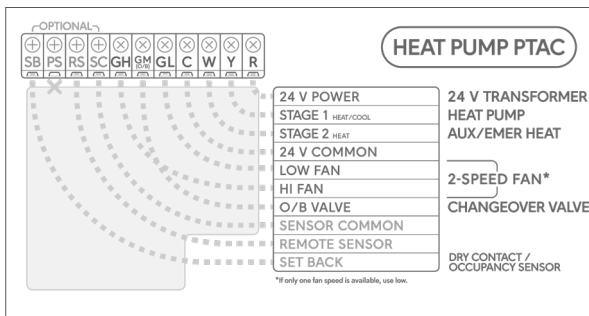 OPTIONAL
HEAT PUMP PTAC
SB PS RS SC GH GM (O/B) GL C W Y R
24 V POWER 24 V TRANSFORMER
STAGE 1 HEAT/COOL HEAT PUMP
STAGE 2 HEAT AUX/EMER HEAT
24 V COMMON
LOW FAN
2-SPEED FAN*
HI FAN
O/B VALVE CHANGEOVER VALVE
SENSOR COMMON
REMOTE SENSOR
SET BACK
DRY CONTACT /
OCCUPANCY SENSOR
*If only one fan speed is available, use low.